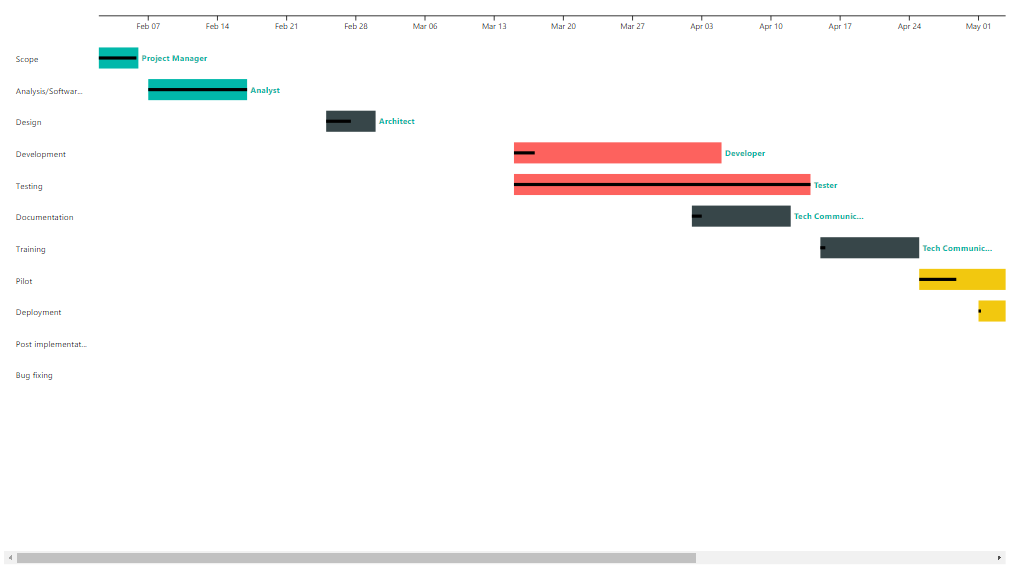 Feb 07 Feb 14 Feb 21 Feb 28 Mar 06 Mar 13 Mar 20 Mar 27 Apr 03 Apr 10 Apr 17 Apr 24 May 01
Scope Project Manager
Analysis/Softwar... Analyst
Design Architect
Development Developer
Testing Tester
Documentation Tech Communic...
Training Tech Communic...
Pilot
Deployment
Post implementat...
Bug fixing